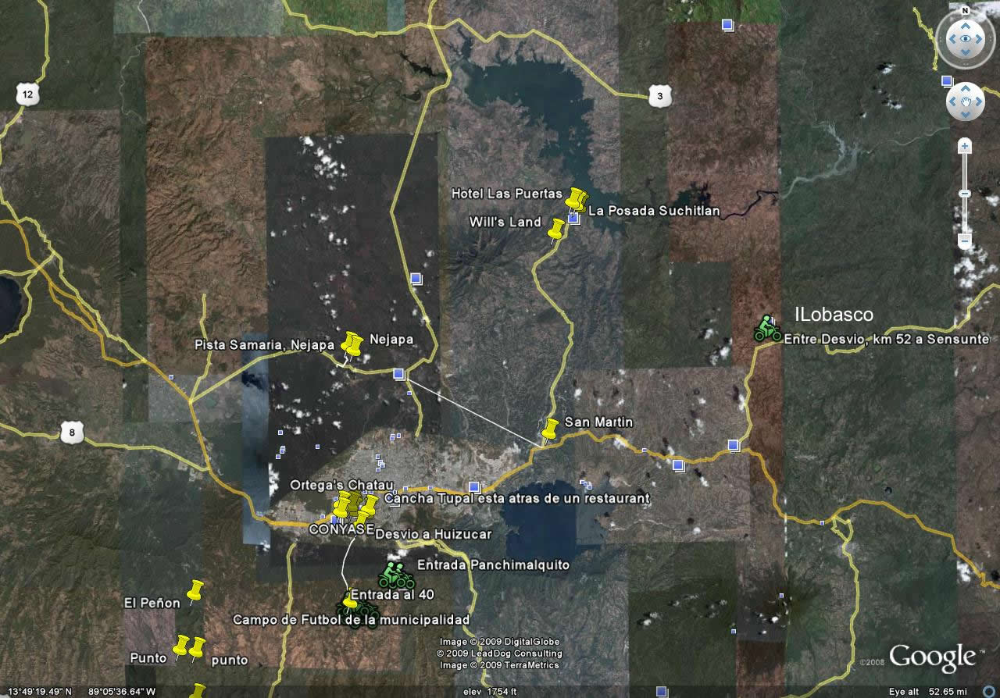 N
12
3
Hotel Las Puertas
La Posada Suchitlan
Will's Land
ILobasco
Entre Desvio, km 52 a Sensunte
Pista Samaria, Nejapa
Nejapa
San Martin
8
Ortega's Chatau
Cancha Tupal esta atras de un restaurant
CONYASE
Desvio a Huizucar
Entrada Panchimalquito
Entrada al 40
El Peñon
Campo de Futbol de la municipalidad
Punto
punto
Image © 2009 DigitalGlobe
© 2009 LeadDog Consulting
Image © 2009 TerraMetrics
©2008 Google™
13°49'19.49" N 89°05'36.64" W
elev 1754 ft
Eye alt 52.65 mi